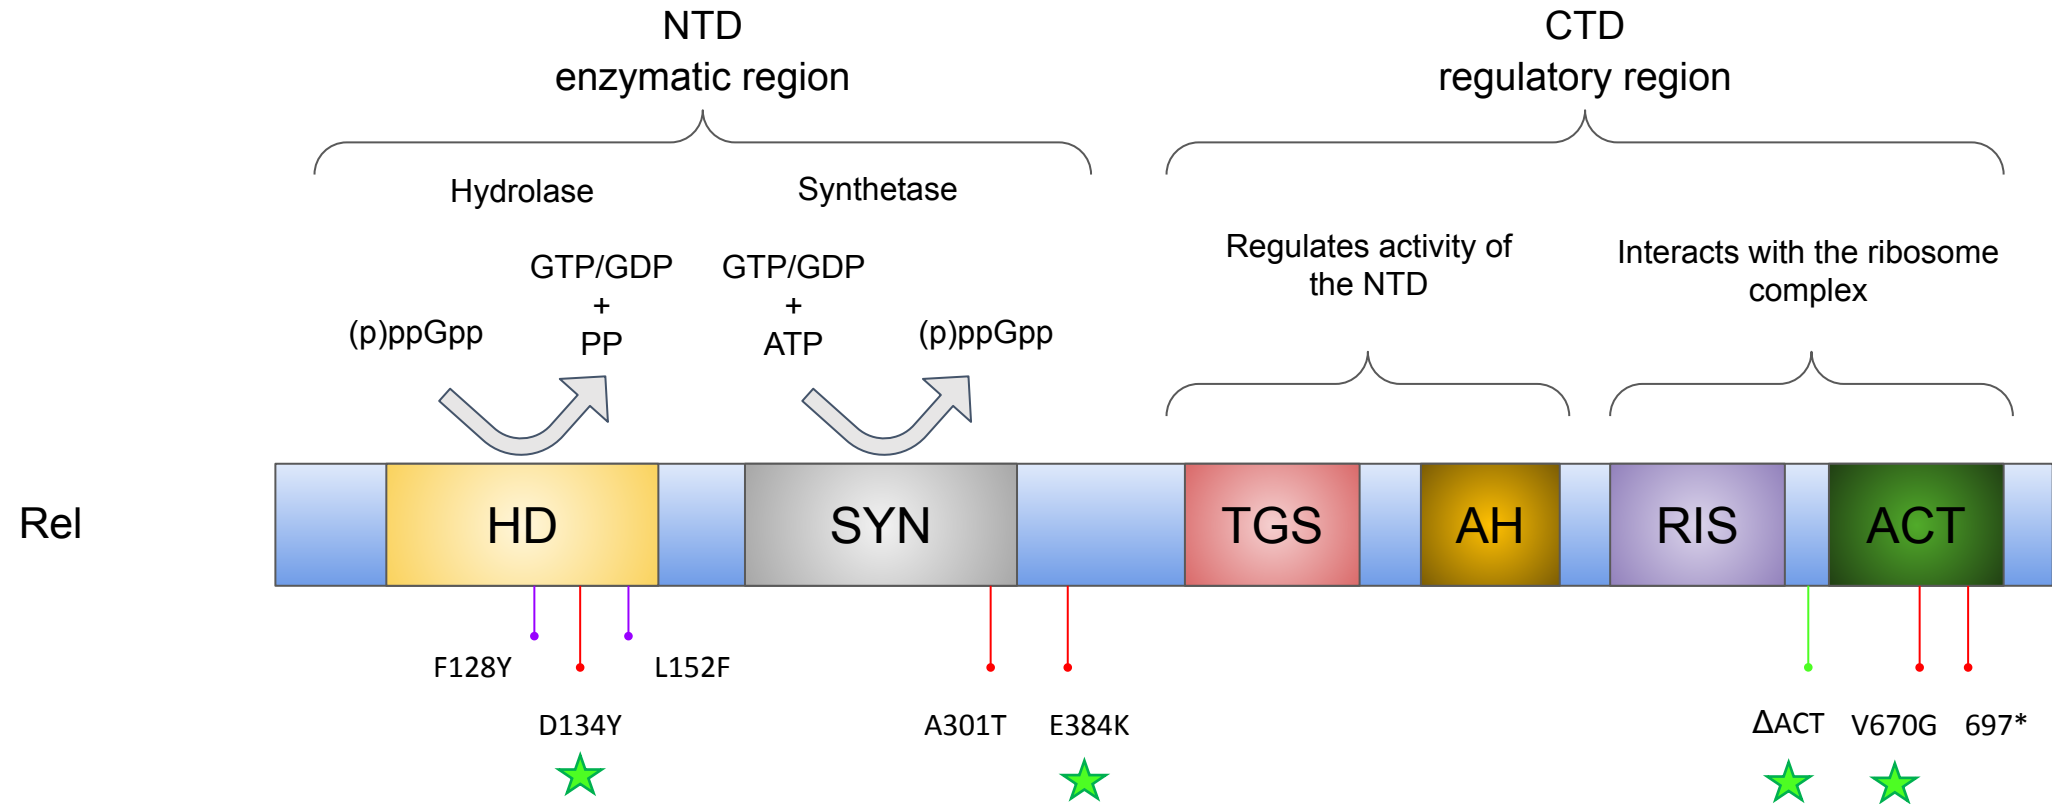 NTD
enzymatic region
CTD
regulatory region
Hydrolase
Synthetase
(p)ppGpp
GTP/GDP
+
PP
GTP/GDP
+
ATP
(p)ppGpp
Regulates activity of
the NTD
Interacts with the ribosome
complex
Rel
HD
SYN
TGS
AH
RIS
ACT
F128Y
L152F
D134Y
A301T
E384K
ΔACT
V670G
697*